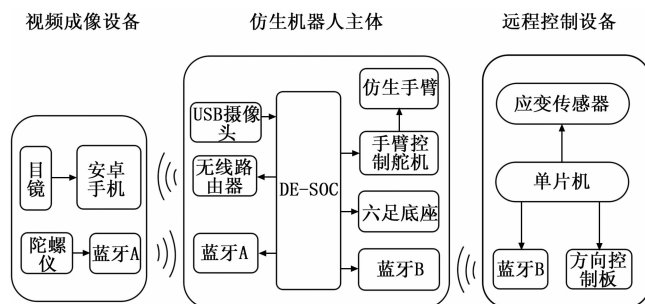 视频成像设备
仿生机器人主体
远程控制设备
目
镜
安卓
手机
陀螺
仪
蓝牙A
USB摄像
头
无线路
由器
蓝牙A
DE-SOC
仿生手臂
手臂控
制舵机
六足底座
蓝牙B
应变传感器
单片机
蓝牙B
方向控
制板